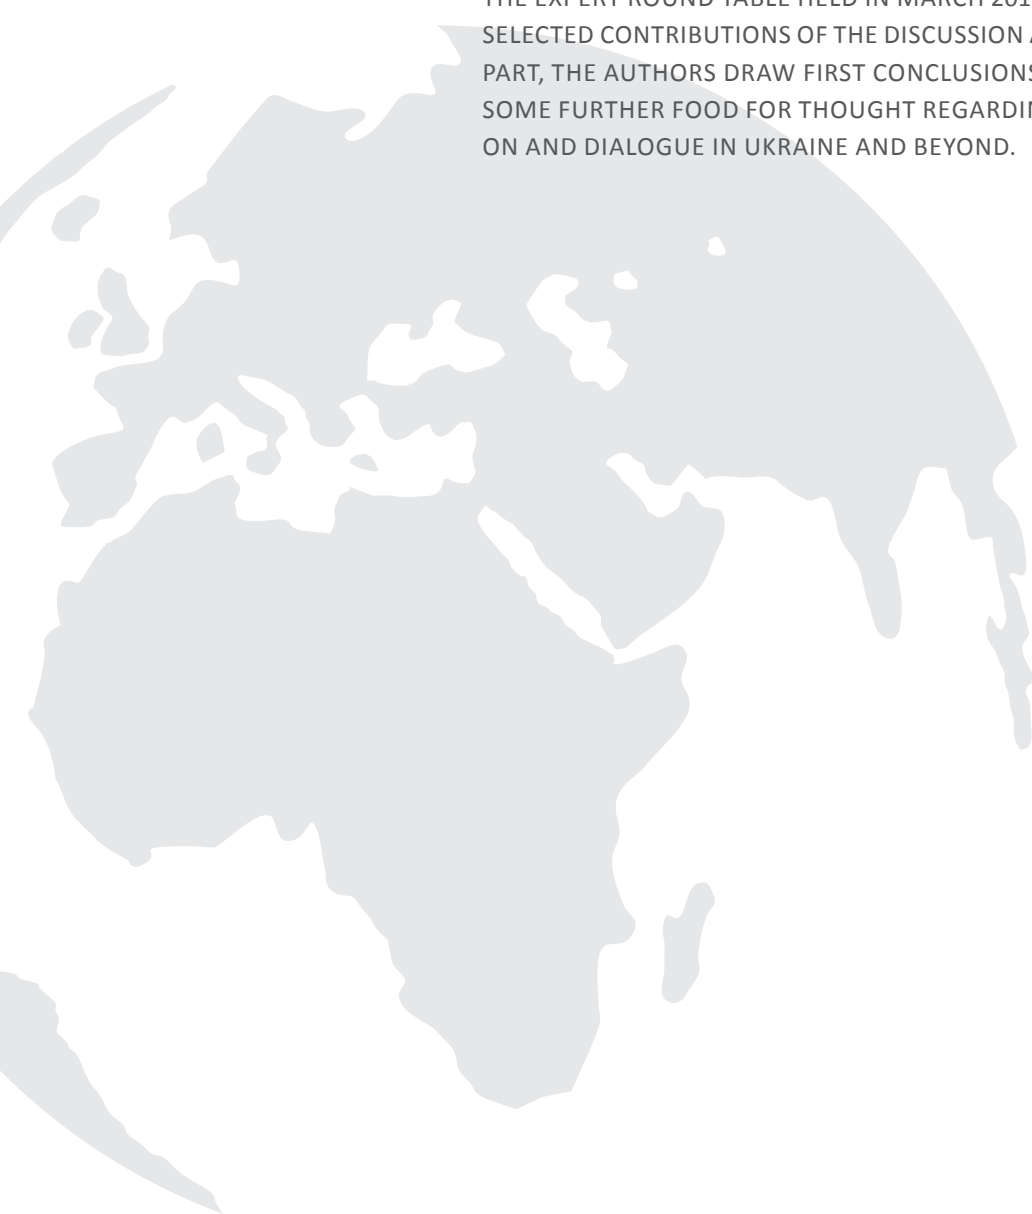 THE EXPERT ROUND TABLE HELD IN MARCH 201
SELECTED CONTRIBUTIONS OF THE DISCUSSION A
PART, THE AUTHORS DRAW FIRST CONCLUSIONS
SOME FURTHER FOOD FOR THOUGHT REGARDIN
ON AND DIALOGUE IN UKRAINE AND BEYOND.